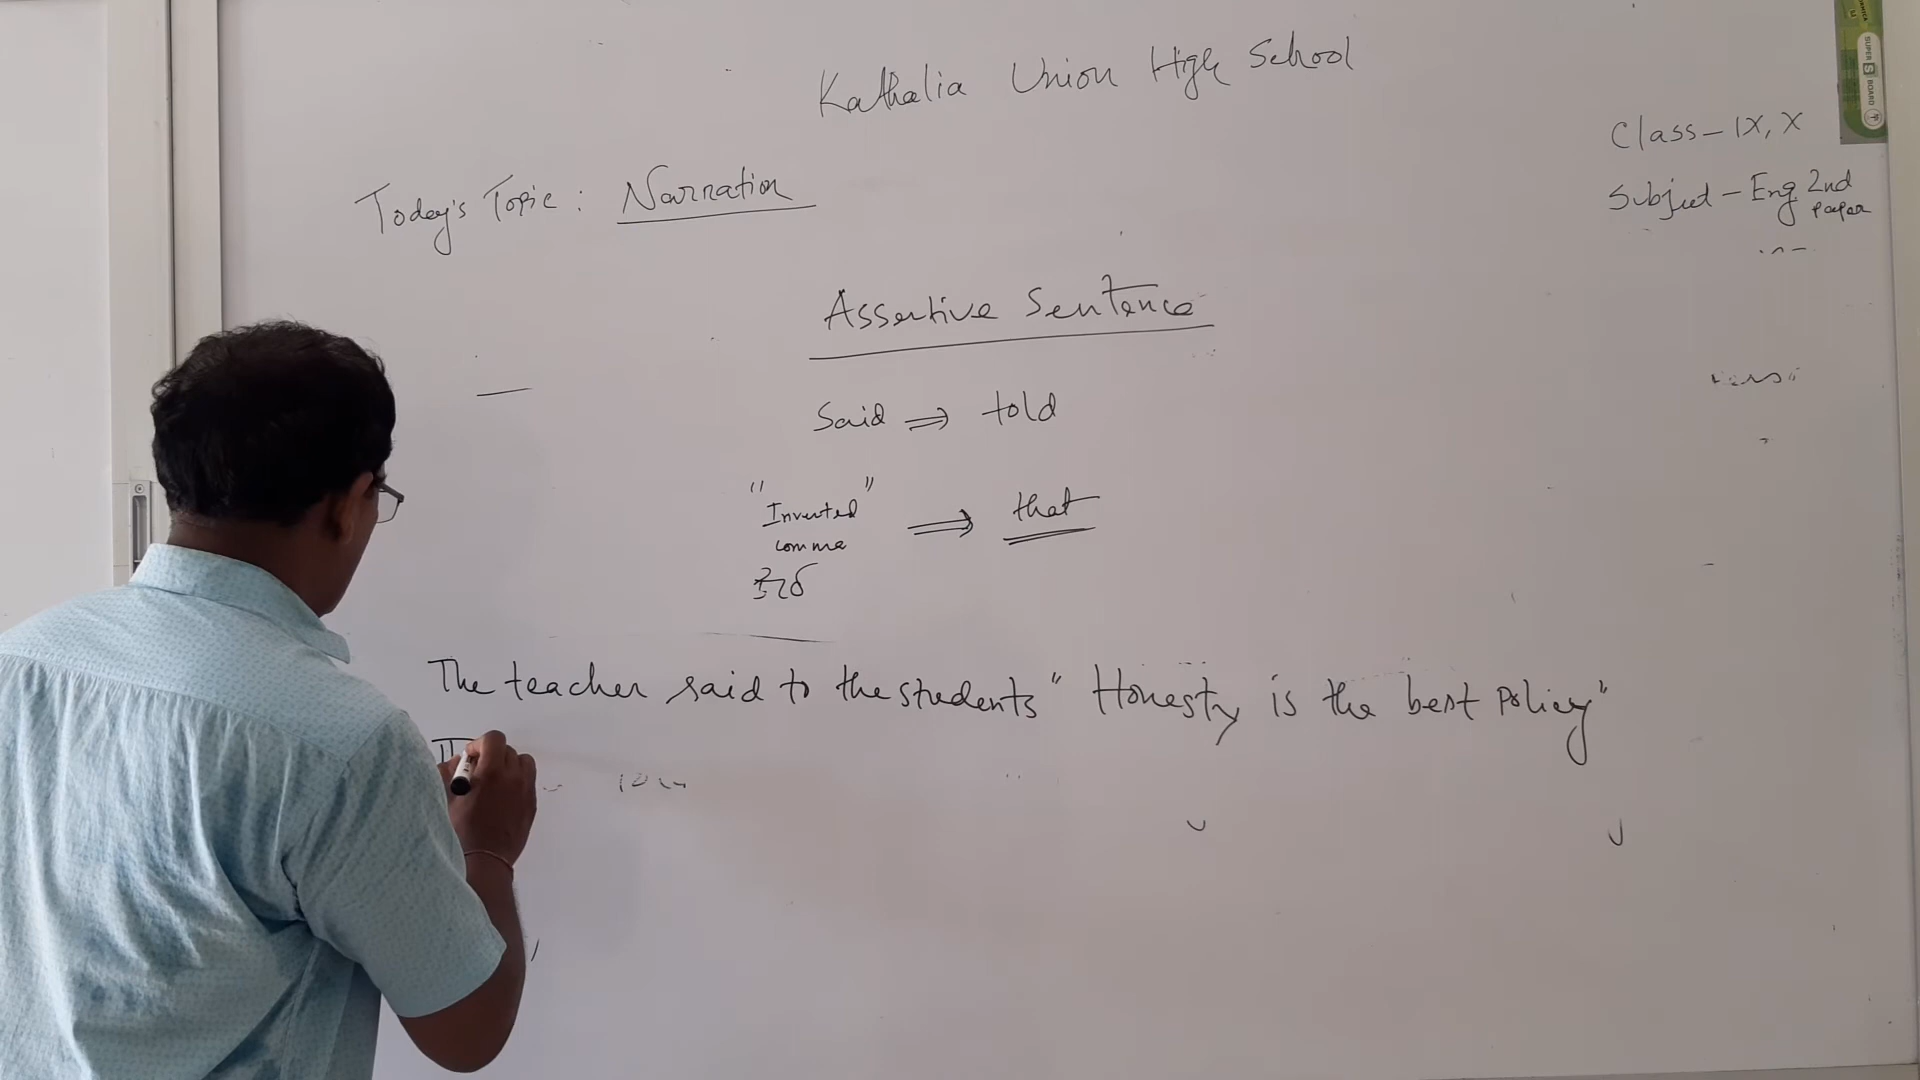 Kathalia Union High School
Class - IX, X
Subject - Eng 2nd
paper
Today's Topic : Narration
Assertive Sentence
Said ⇒ told
"Inverted" ⇒ that
comma
The teacher said to the students " Honesty is the best policy"